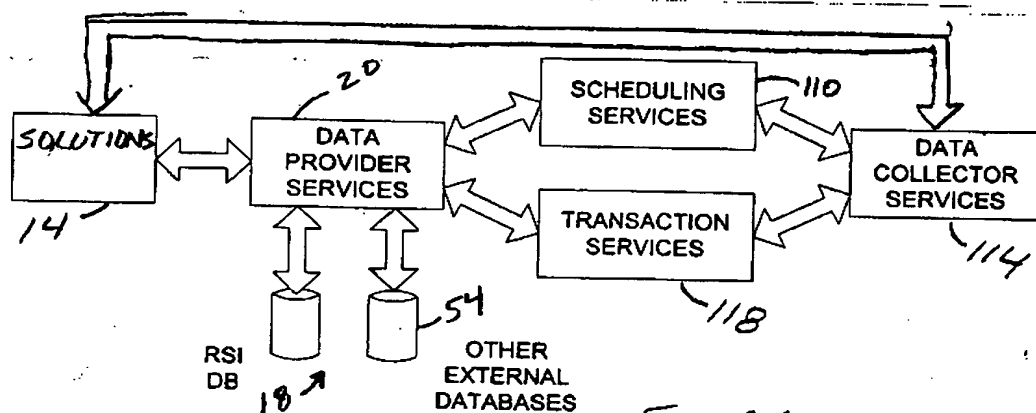 20
SCHEDULING
SERVICES
110
SOLUTIONS
DATA
PROVIDER
SERVICES
DATA
COLLECTOR
SERVICES
14
TRANSACTION
SERVICES
114
118
54
RSI
DB
18
OTHER
EXTERNAL
DATABASES